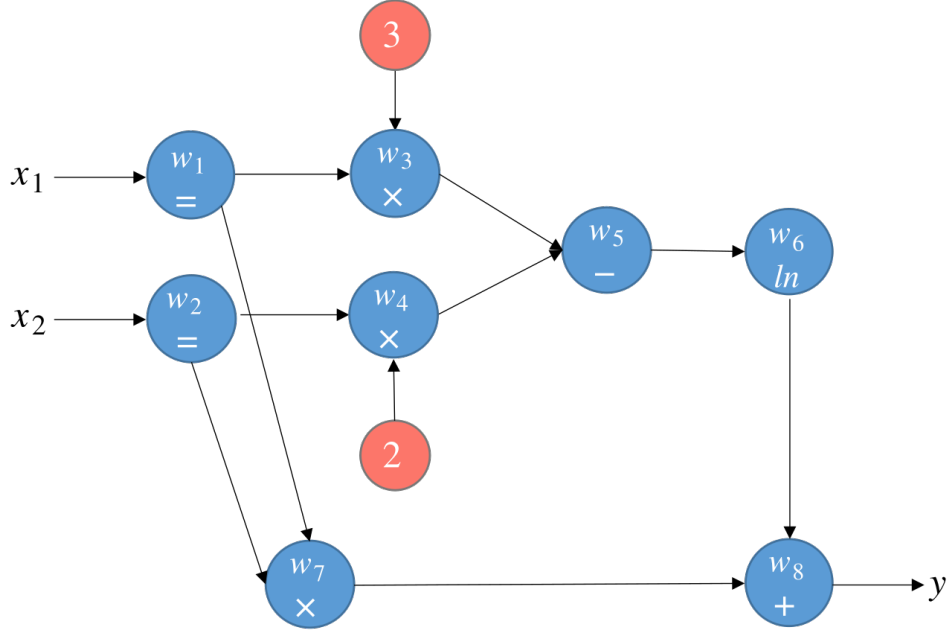 3
x₁
w₁
=
w₃
×
w₅
−
w₆
ln
x₂
w₂
=
w₄
×
2
w₇
×
w₈
+
y